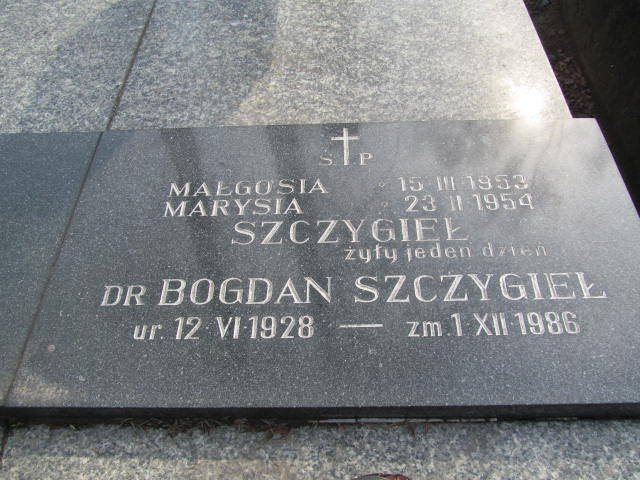 Ś. P
MAŁGOSIA ° 15 III 1953
MARYSIA ° 23 II 1954
SZCZYGIEŁ
żyły jeden dzień
DR BOGDAN SZCZYGIEŁ
ur. 12 VI 1928 — zm. 1 XII 1986